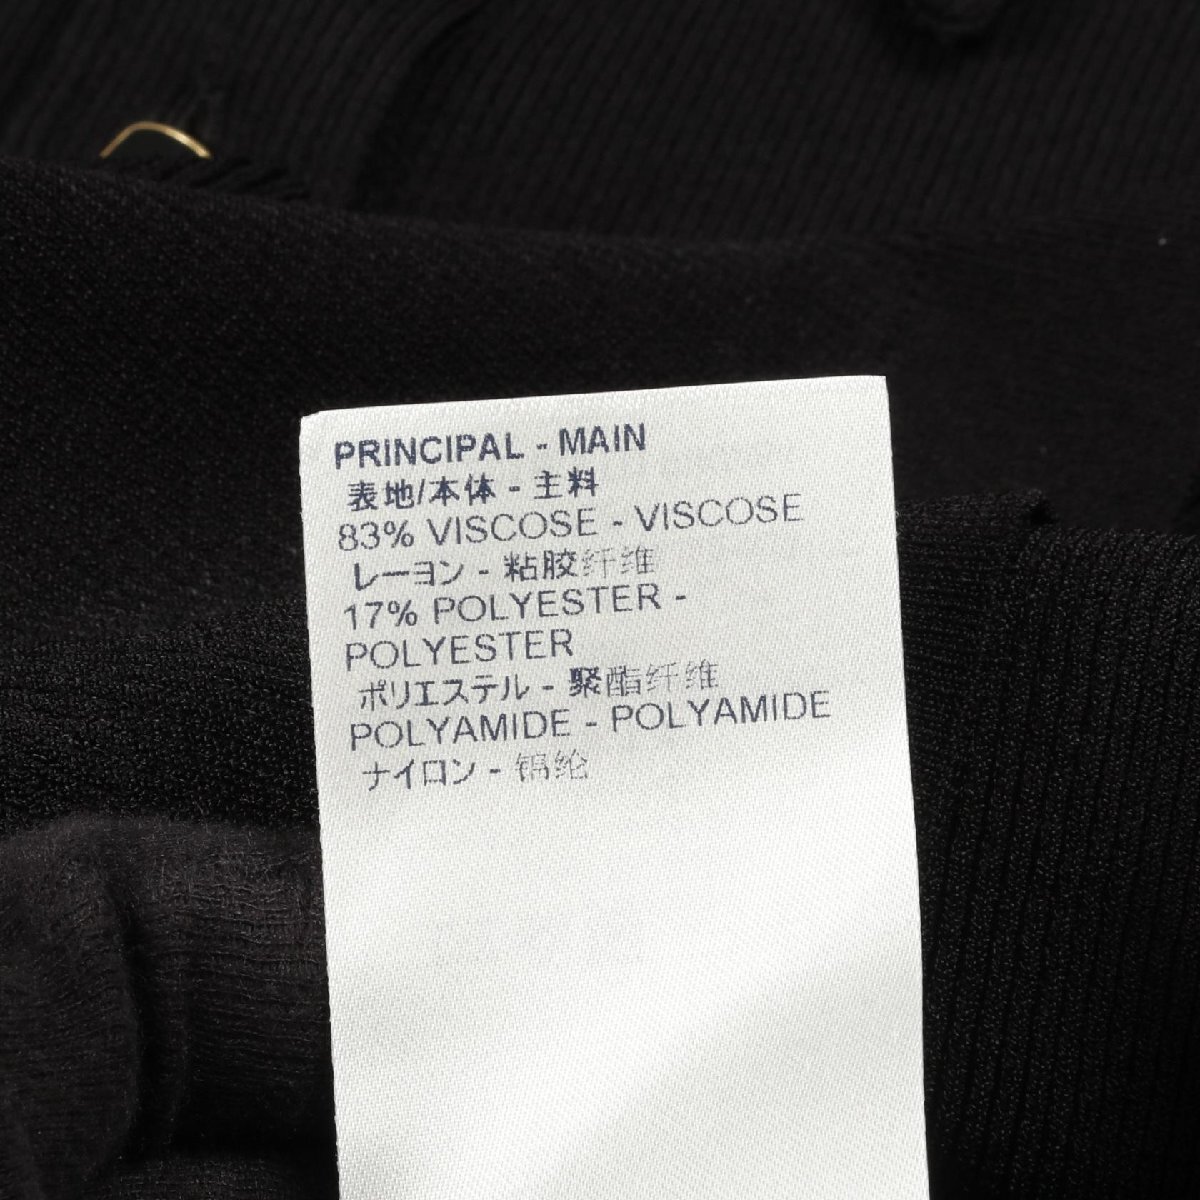 PRINCIPAL - MAIN
表地/本体 - 主料
83% VISCOSE - VISCOSE
レーヨン - 粘胶纤维
17% POLYESTER -
POLYESTER
ポリエステル - 聚酯纤维
POLYAMIDE - POLYAMIDE
ナイロン - 锦纶